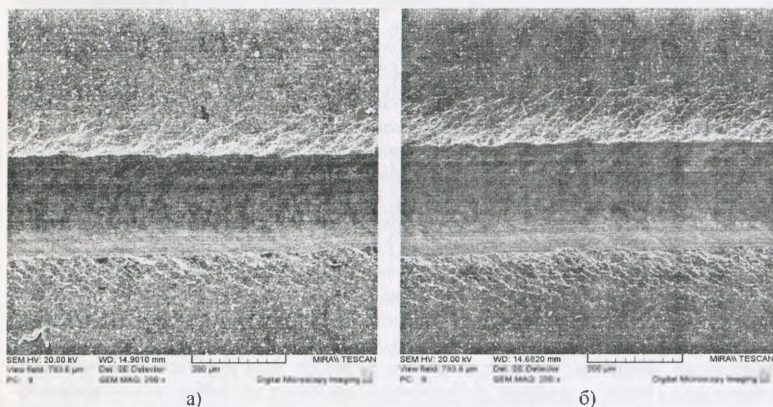 SEM HV: 20.00 kV WD: 14.9010 mm MIRA\\ TESCAN
View field: 793.6 µm Det: SE Detector 200 µm
PC: 9 SEM MAG: 200 x Digital Microscopy Imaging
SEM HV: 20.00 kV WD: 14.6820 mm MIRA\\ TESCAN
View field: 793.6 µm Det: SE Detector 200 µm
PC: 9 SEM MAG: 200 x Digital Microscopy Imaging
а)
б)